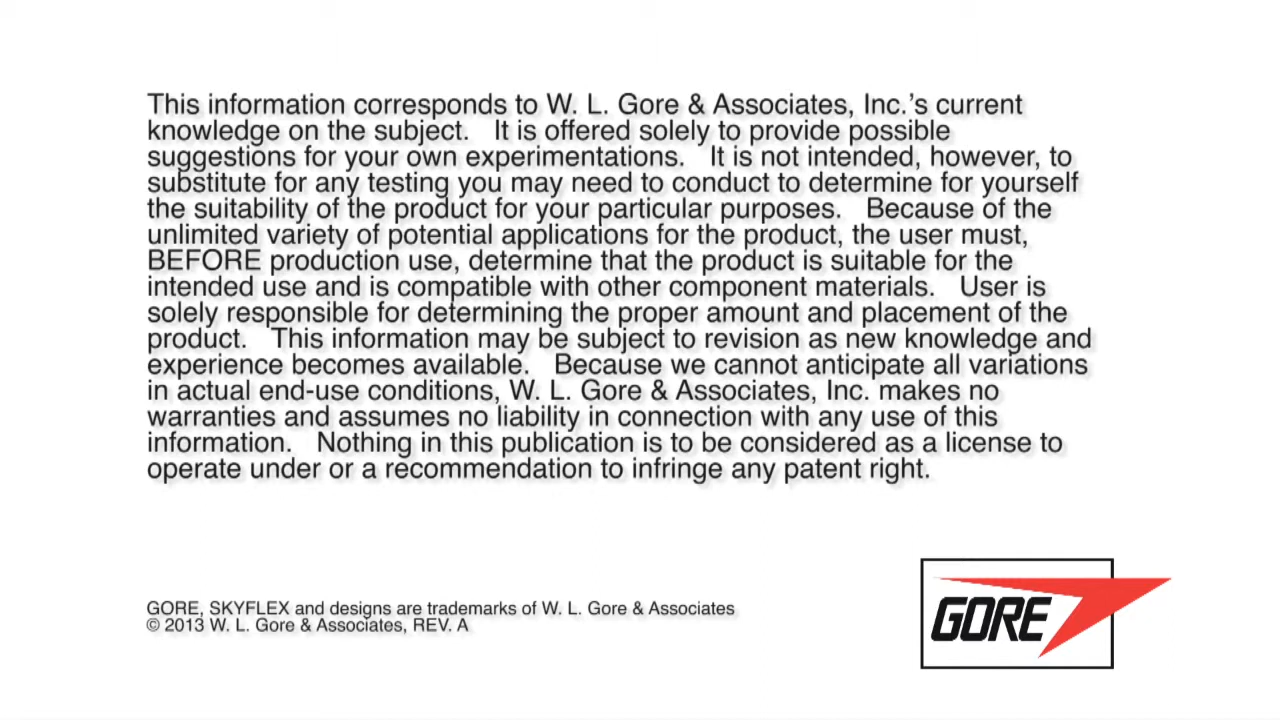 This information corresponds to W. L. Gore & Associates, Inc.’s current
knowledge on the subject.   It is offered solely to provide possible
suggestions for your own experimentations.   It is not intended, however, to
substitute for any testing you may need to conduct to determine for yourself
the suitability of the product for your particular purposes.   Because of the
unlimited variety of potential applications for the product, the user must,
BEFORE production use, determine that the product is suitable for the
intended use and is compatible with other component materials.   User is
solely responsible for determining the proper amount and placement of the
product.   This information may be subject to revision as new knowledge and
experience becomes available.   Because we cannot anticipate all variations
in actual end-use conditions, W. L. Gore & Associates, Inc. makes no
warranties and assumes no liability in connection with any use of this
information.   Nothing in this publication is to be considered as a license to
operate under or a recommendation to infringe any patent right.
GORE, SKYFLEX and designs are trademarks of W. L. Gore & Associates
© 2013 W. L. Gore & Associates, REV. A
GORE